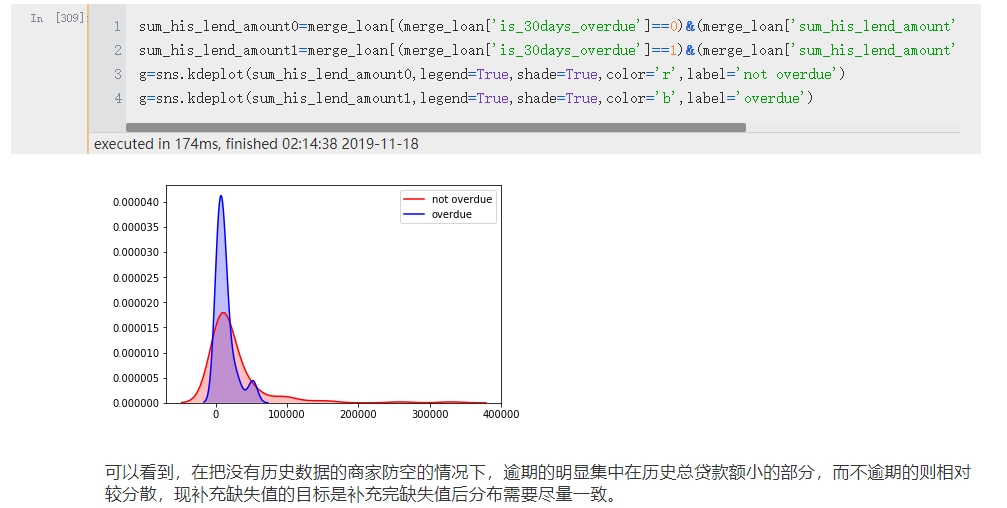 In [309]:
1 sum_his_lend_amount0=merge_loan[(merge_loan['is_30days_overdue']==0)&(merge_loan['sum_his_lend_amount'
2 sum_his_lend_amount1=merge_loan[(merge_loan['is_30days_overdue']==1)&(merge_loan['sum_his_lend_amount'
3 g=sns.kdeplot(sum_his_lend_amount0,legend=True,shade=True,color='r',label='not overdue')
4 g=sns.kdeplot(sum_his_lend_amount1,legend=True,shade=True,color='b',label='overdue')
executed in 174ms, finished 02:14:38 2019-11-18
not overdue
overdue
0.000040
0.000035
0.000030
0.000025
0.000020
0.000015
0.000010
0.000005
0.000000
0 100000 200000 300000 400000
可以看到，在把没有历史数据的商家防空的情况下，逾期的明显集中在历史总贷款额小的部分，而不逾期的则相对
较分散，现补充缺失值的目标是补充完缺失值后分布需要尽量一致。